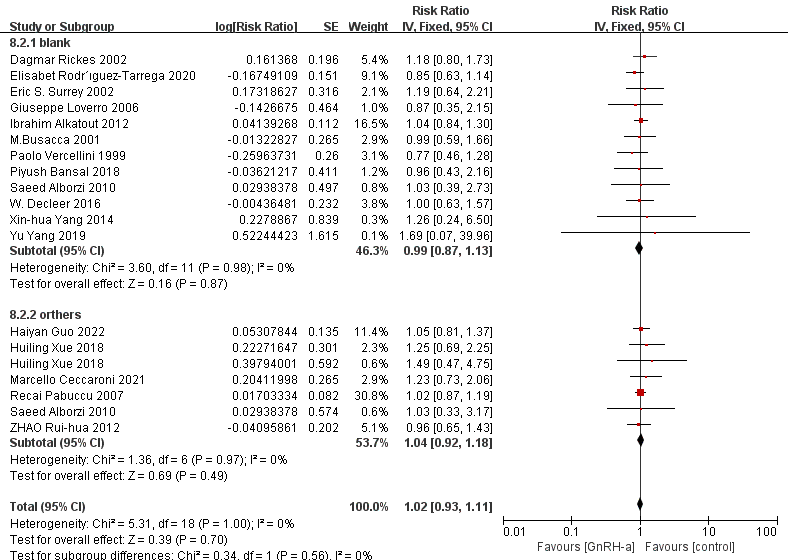 Risk Ratio Risk Ratio
Study or Subgroup log[Risk Ratio] SE Weight IV, Fixed, 95% CI IV, Fixed, 95% CI
8.2.1 blank
Dagmar Rickes 2002 0.161368 0.196 5.4% 1.18 [0.80, 1.73]
Elisabet Rodr´ıguez-Tarrega 2020 -0.16749109 0.151 9.1% 0.85 [0.63, 1.14]
Eric S. Surrey 2002 0.17318627 0.316 2.1% 1.19 [0.64, 2.21]
Giuseppe Loverro 2006 -0.1426675 0.464 1.0% 0.87 [0.35, 2.15]
Ibrahim Alkatout 2012 0.04139268 0.112 16.5% 1.04 [0.84, 1.30]
M.Busacca 2001 -0.01322827 0.265 2.9% 0.99 [0.59, 1.66]
Paolo Vercellini 1999 -0.25963731 0.26 3.1% 0.77 [0.46, 1.28]
Piyush Bansal 2018 -0.03621217 0.411 1.2% 0.96 [0.43, 2.16]
Saeed Alborzi 2010 0.02938378 0.497 0.8% 1.03 [0.39, 2.73]
W. Decleer 2016 -0.00436481 0.232 3.8% 1.00 [0.63, 1.57]
Xin-hua Yang 2014 0.2278867 0.839 0.3% 1.26 [0.24, 6.50]
Yu Yang 2019 0.52244423 1.615 0.1% 1.69 [0.07, 39.96]
Subtotal (95% CI) 46.3% 0.99 [0.87, 1.13]
Heterogeneity: Chi² = 3.60, df = 11 (P = 0.98); I² = 0%
Test for overall effect: Z = 0.16 (P = 0.87)
8.2.2 orthers
Haiyan Guo 2022 0.05307844 0.135 11.4% 1.05 [0.81, 1.37]
Huiling Xue 2018 0.22271647 0.301 2.3% 1.25 [0.69, 2.25]
Huiling Xue 2018 0.39794001 0.592 0.6% 1.49 [0.47, 4.75]
Marcello Ceccaroni 2021 0.20411998 0.265 2.9% 1.23 [0.73, 2.06]
Recai Pabuccu 2007 0.01703334 0.082 30.8% 1.02 [0.87, 1.19]
Saeed Alborzi 2010 0.02938378 0.574 0.6% 1.03 [0.33, 3.17]
ZHAO Rui-hua 2012 -0.04095861 0.202 5.1% 0.96 [0.65, 1.43]
Subtotal (95% CI) 53.7% 1.04 [0.92, 1.18]
Heterogeneity: Chi² = 1.36, df = 6 (P = 0.97); I² = 0%
Test for overall effect: Z = 0.69 (P = 0.49)
Total (95% CI) 100.0% 1.02 [0.93, 1.11]
Heterogeneity: Chi² = 5.31, df = 18 (P = 1.00); I² = 0%
Test for overall effect: Z = 0.39 (P = 0.70)
Test for subgroup differences: Chi² = 0.34, df = 1 (P = 0.56), I² = 0%
0.01 0.1 1 10 100
Favours [GnRH-a] Favours [control]